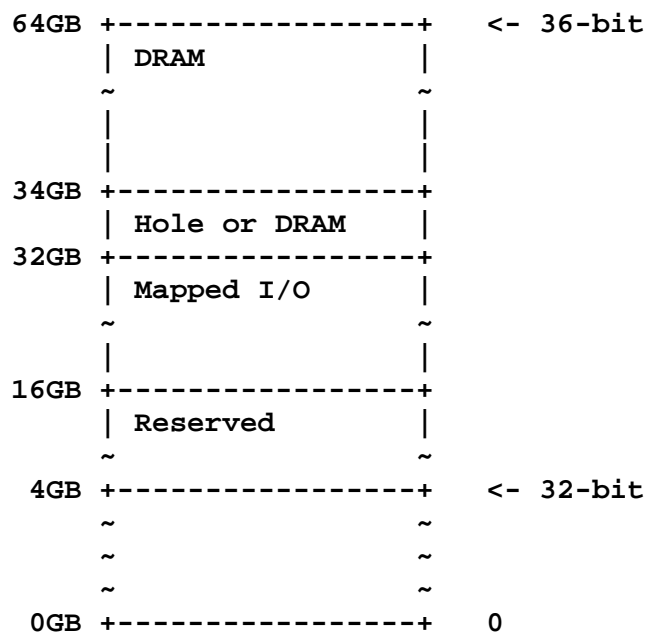 64GB +-----------------+   <- 36-bit
     | DRAM            |
     ~                 ~
     |                 |
     |                 |
34GB +-----------------+
     | Hole or DRAM    |
32GB +-----------------+
     | Mapped I/O      |
     ~                 ~
     |                 |
16GB +-----------------+
     | Reserved        |
     ~                 ~
 4GB +-----------------+   <- 32-bit
     ~                 ~
     ~                 ~
     ~                 ~
 0GB +-----------------+   0